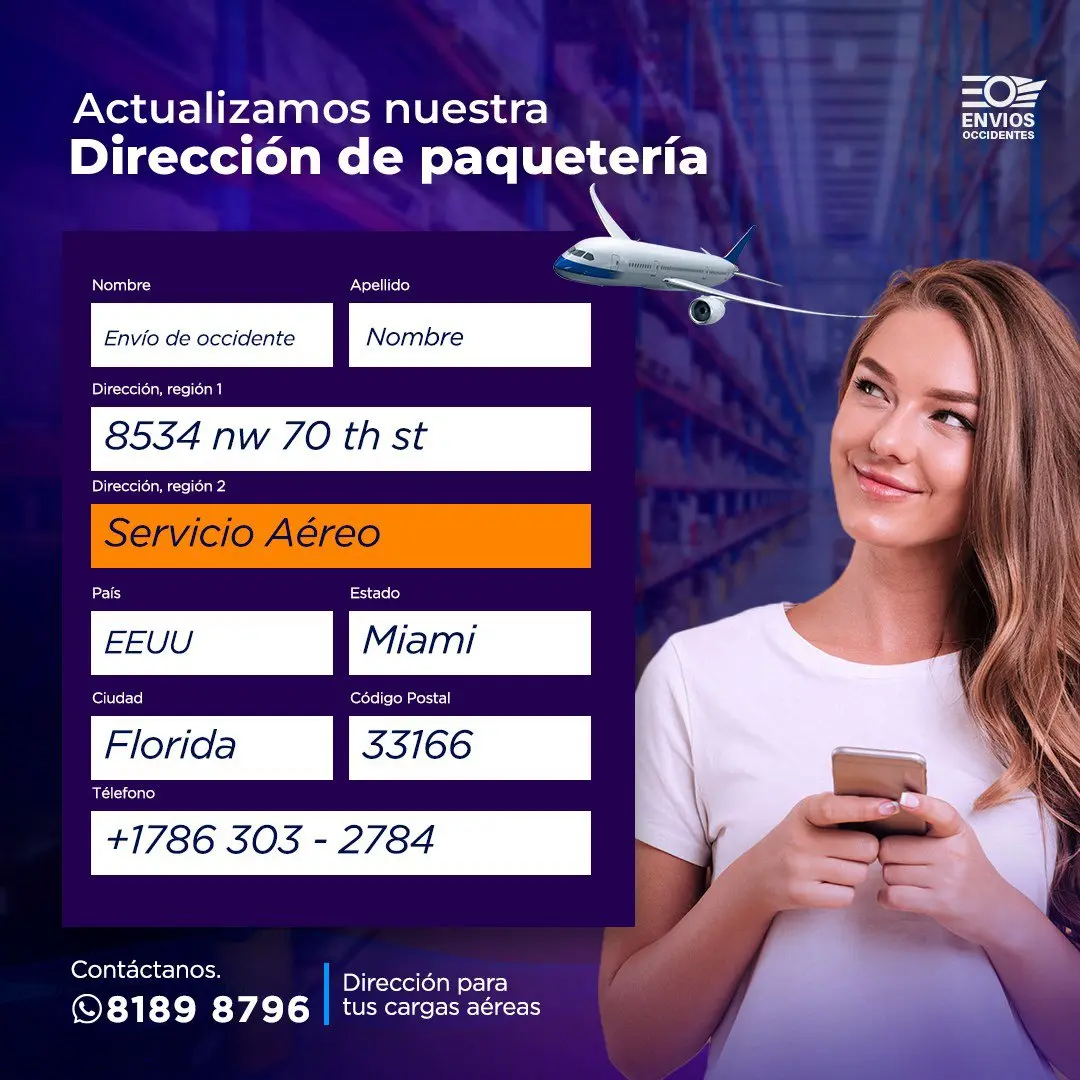 Actualizamos nuestra
Dirección de paquetería
ENVIOS
OCCIDENTES
Nombre
Apellido
Envío de occidente
Nombre
Dirección, región 1
8534 nw 70 th st
Dirección, región 2
Servicio Aéreo
País
Estado
EEUU
Miami
Ciudad
Código Postal
Florida
33166
Télefono
+1786 303 - 2784
Contáctanos.
8189 8796
Dirección para
tus cargas aéreas